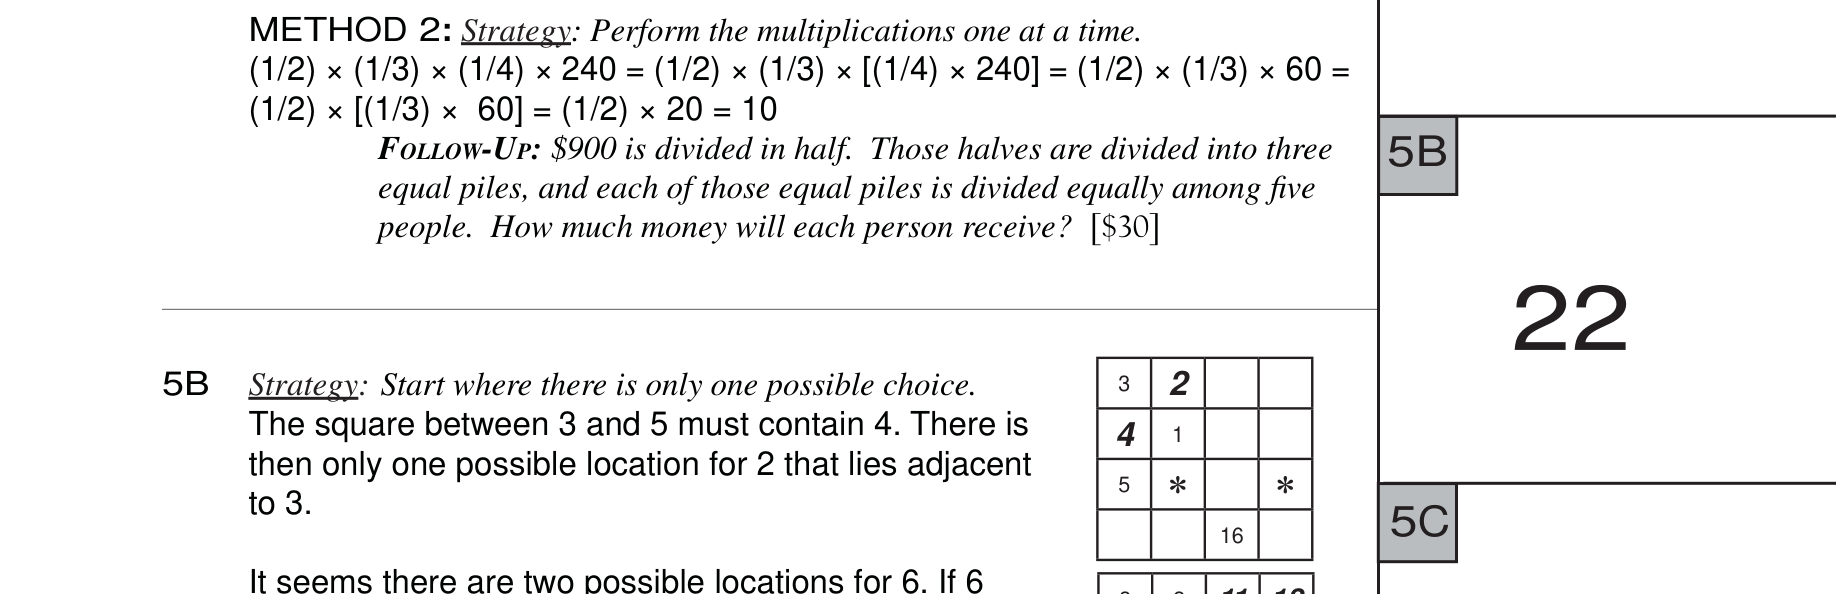 METHOD 2: Strategy: Perform the multiplications one at a time.
(1/2) × (1/3) × (1/4) × 240 = (1/2) × (1/3) × [(1/4) × 240] = (1/2) × (1/3) × 60 =
(1/2) × [(1/3) × 60] = (1/2) × 20 = 10
FOLLOW-UP: $900 is divided in half. Those halves are divided into three
equal piles, and each of those equal piles is divided equally among five
people. How much money will each person receive? [$30]
5B
22
5B Strategy: Start where there is only one possible choice.
The square between 3 and 5 must contain 4. There is
then only one possible location for 2 that lies adjacent
to 3.
3 2
4 1
5 * *
16
5C
It seems there are two possible locations for 6. If 6